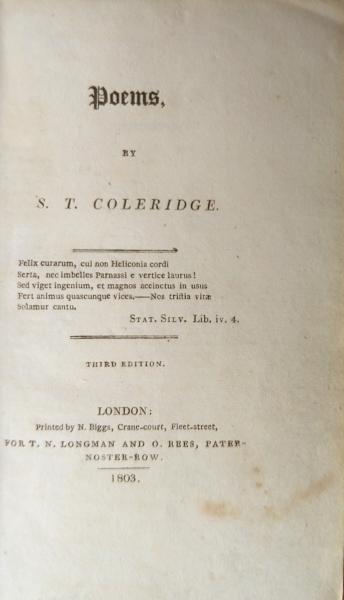 Poems,
BY
S. T. COLERIDGE.
Felix curarum, cui non Heliconia cordi
Serta, nec imbelles Parnassi e vertice laurus!
Sed viget ingenium, et magnos accinctus in usus
Fert animus quascunque vices.——Nos tristia vitæ
Solamur cantu.
STAT. SILV. Lib. iv. 4.
THIRD EDITION.
LONDON:
Printed by N. Biggs, Crane-court, Fleet-street,
FOR T. N. LONGMAN AND O. REES, PATER-
NOSTER-ROW.
1803.